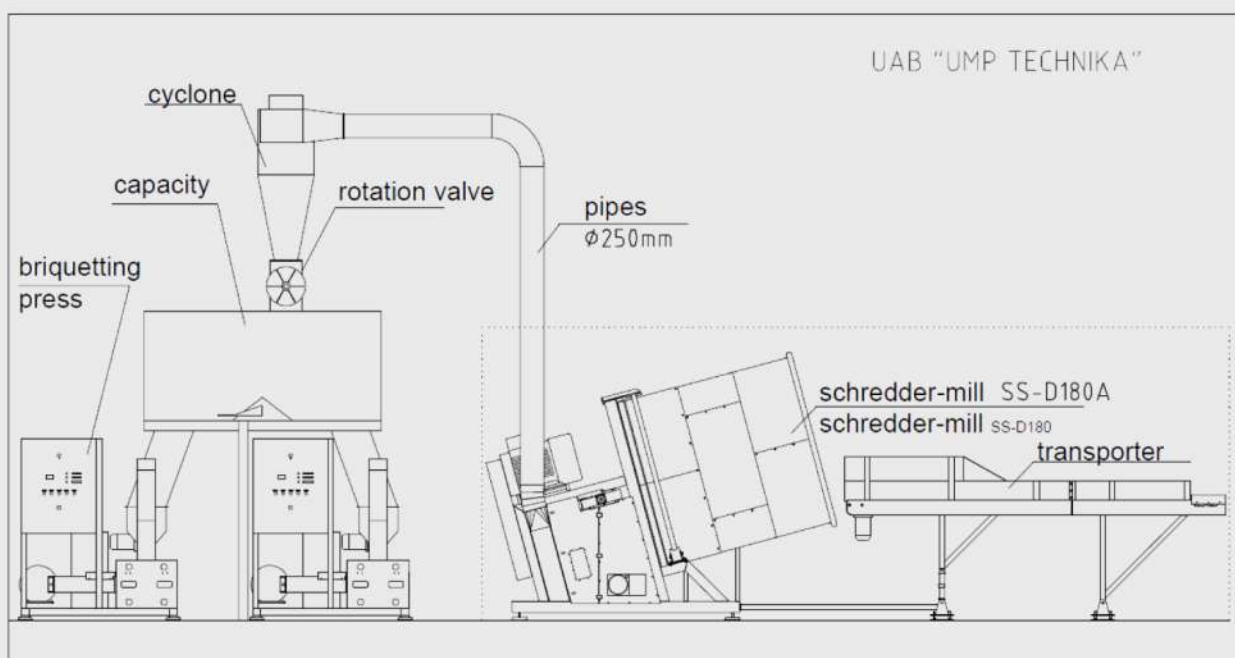 UAB "UMP TECHNIKA"
cyclone
capacity
rotation valve
pipes
Ø250mm
briquetting
press
schredder-mill SS-D180A
schredder-mill SS-D180
transporter